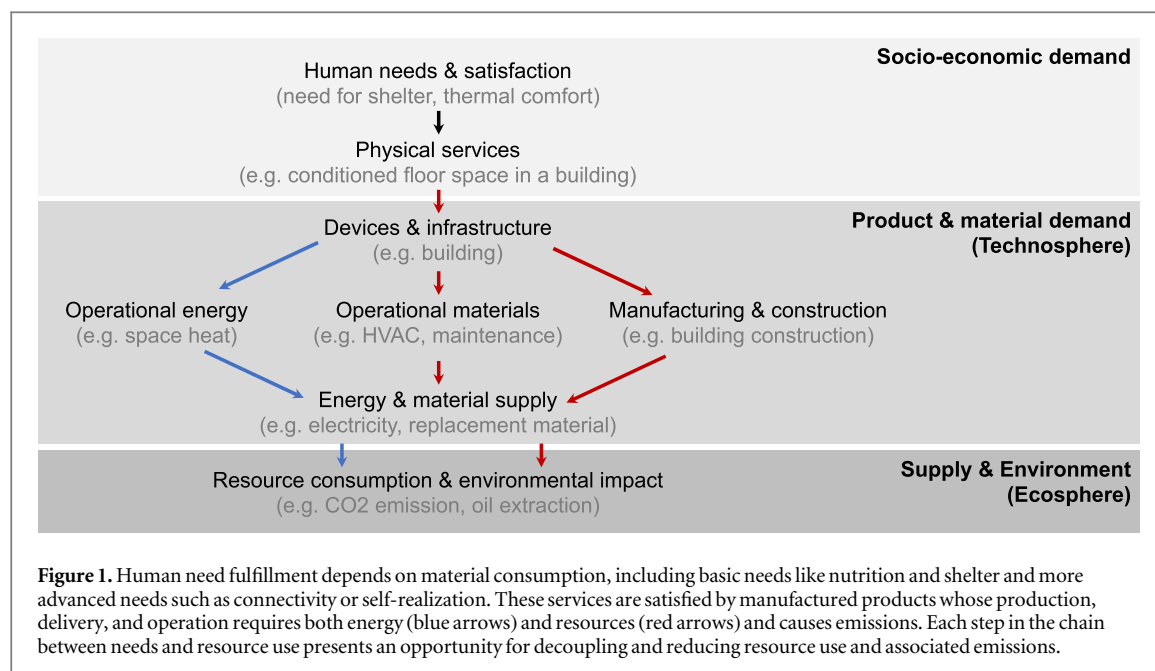 Socio-economic demand
Human needs & satisfaction
(need for shelter, thermal comfort)
Physical services
(e.g. conditioned floor space in a building)
Product & material demand
(Technosphere)
Devices & infrastructure
(e.g. building)
Operational energy
(e.g. space heat)
Operational materials
(e.g. HVAC, maintenance)
Manufacturing & construction
(e.g. building construction)
Energy & material supply
(e.g. electricity, replacement material)
Supply & Environment
(Ecosphere)
Resource consumption & environmental impact
(e.g. CO2 emission, oil extraction)
Figure 1. Human need fulfillment depends on material consumption, including basic needs like nutrition and shelter and more
advanced needs such as connectivity or self-realization. These services are satisfied by manufactured products whose production,
delivery, and operation requires both energy (blue arrows) and resources (red arrows) and causes emissions. Each step in the chain
between needs and resource use presents an opportunity for decoupling and reducing resource use and associated emissions.